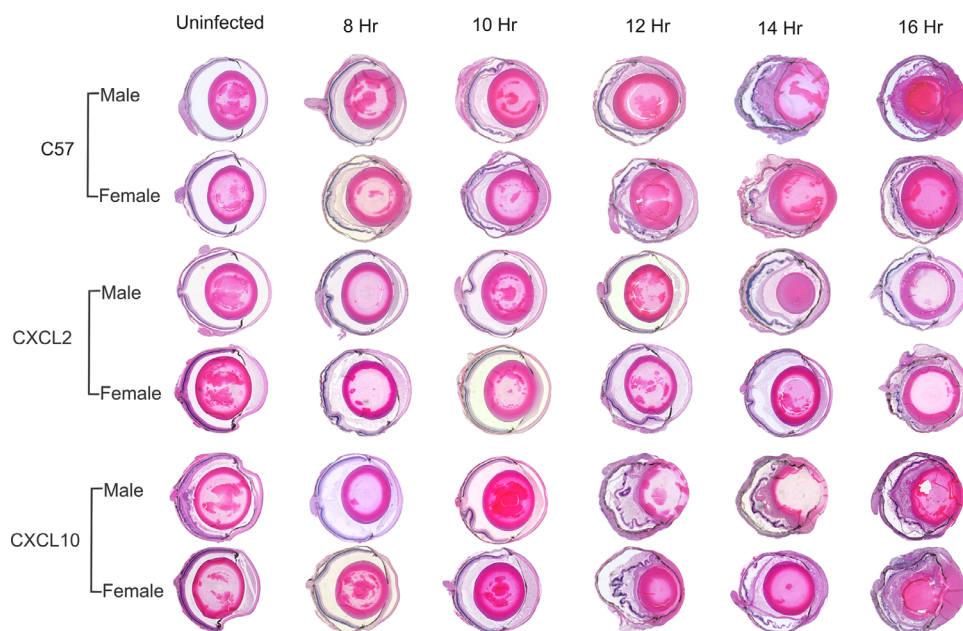 Uninfected 8 Hr 10 Hr 12 Hr 14 Hr 16 Hr
Male
C57
Female
Male
CXCL2
Female
Male
CXCL10
Female